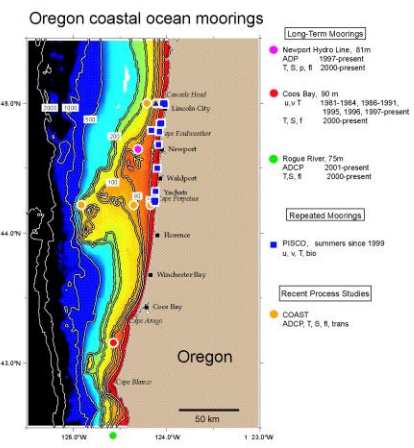 Oregon coastal ocean moorings
Long-Term Moorings
Newport Hydro Line, 81m
ADP 1997-present
T, S, p, fl 2000-present
Coos Bay, 90 m
u,v T 1981-1984, 1986-1991,
1995, 1996, 1997-present
T, S, f 2000-present
Rogue River, 75m
ADCP 2001-present
T,S, fl 2000-present
Repeated Moorings
PISCO, summers since 1999
u, v, T, bio
Recent Process Studies
COAST
ADCP, T, S, fl, trans
45.0°N
44.0°N
43.0°N
2000
1000
500
200
100
50
Cascade Head
Lincoln City
Cape Foulweather
Newport
Waldport
Yachats
Cape Perpetua
Florence
Winchester Bay
Coos Bay
Cape Arago
Cape Blanco
Oregon
50 km
124.0°W
1 23.0°W